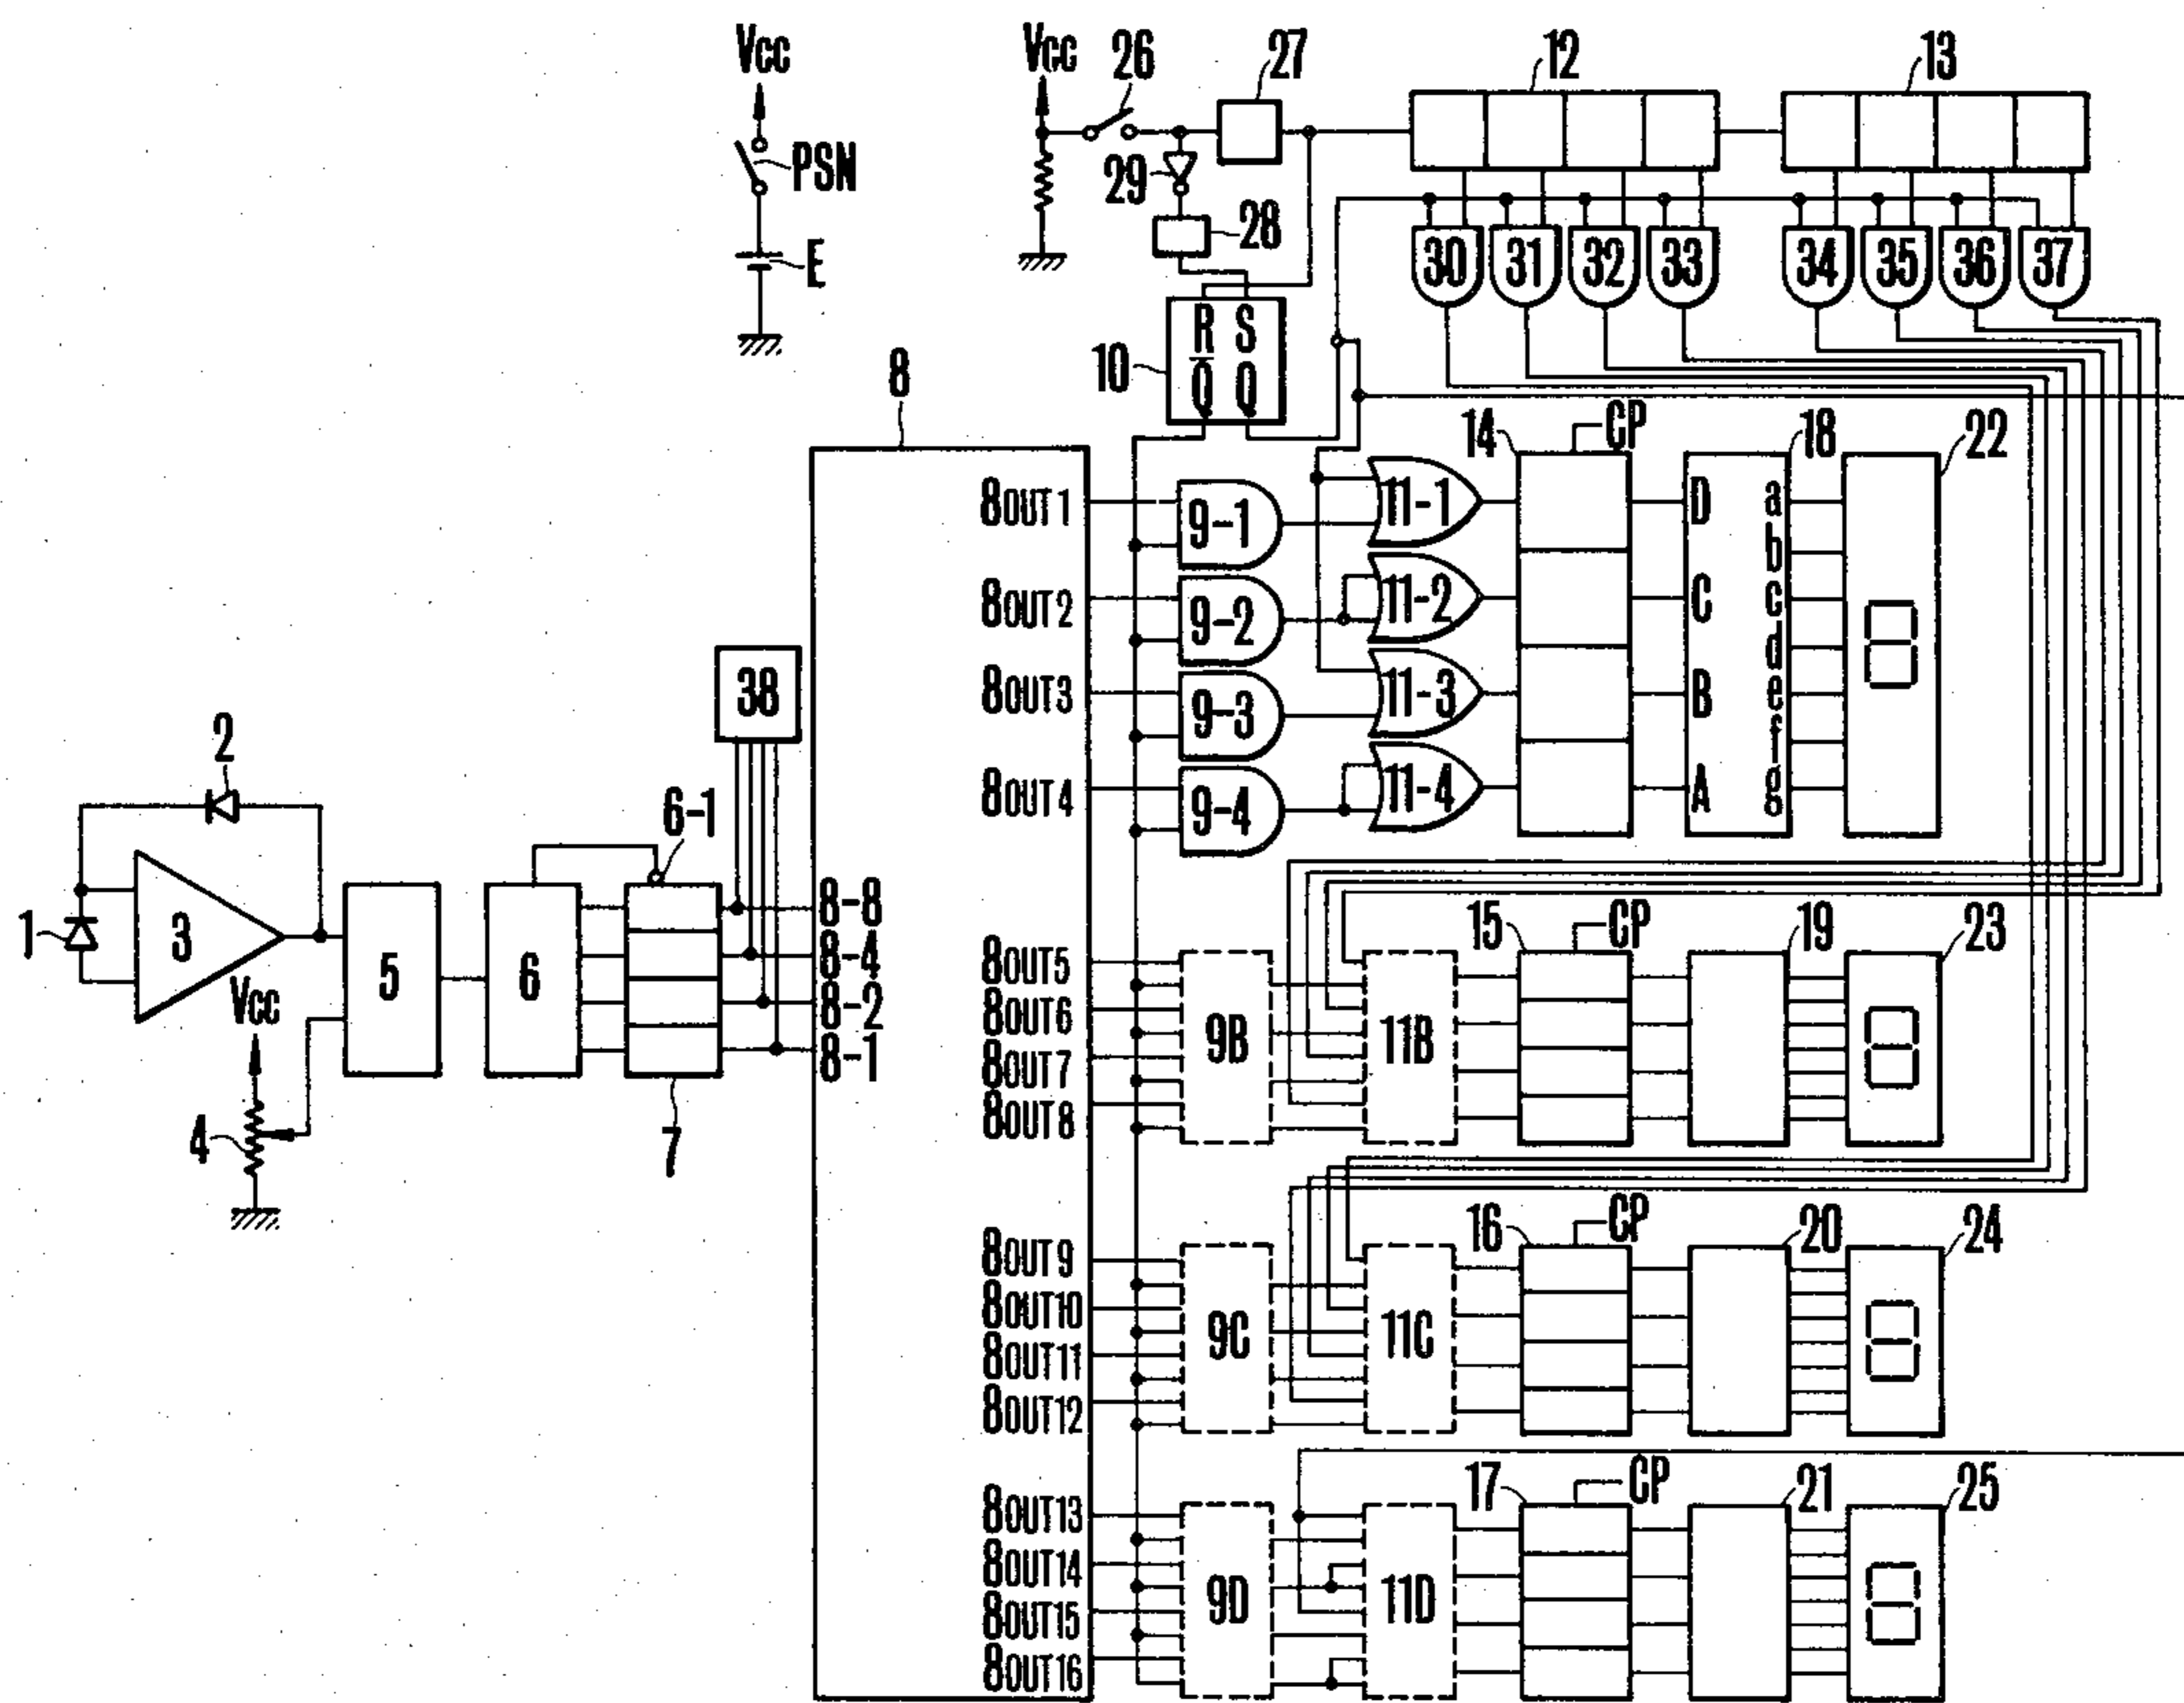 Vcc Vcc 26 27 12 13
PSN 29 28
E
30 31 32 33 34 35 36 37
R S
10 Q̅ Q
8
14 CP 18 22
8OUT1 9-1 11-1 D a
b
8OUT2 9-2 11-2 C c
d
38 8OUT3 9-3 11-3 B e
f
2 8OUT4 9-4 11-4 A g
6-1
1 3 5 6 8-8
8-4
8-2
8-1
Vcc
4 7
15 CP 19 23
8OUT5
8OUT6 9B 11B
8OUT7
8OUT8
16 CP 20 24
8OUT9
8OUT10 9C 11C
8OUT11
8OUT12
17 CP 21 25
8OUT13
8OUT14 9D 11D
8OUT15
8OUT16